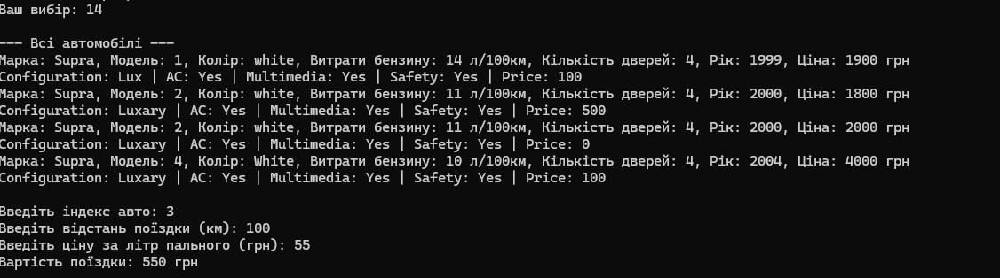 Ваш вибір: 14
--- Всі автомобілі ---
Марка: Supra, Модель: 1, Колір: white, Витрати бензину: 14 л/100км, Кількість дверей: 4, Рік: 1999, Ціна: 1900 грн
Configuration: Lux | AC: Yes | Multimedia: Yes | Safety: Yes | Price: 100
Марка: Supra, Модель: 2, Колір: white, Витрати бензину: 11 л/100км, Кількість дверей: 4, Рік: 2000, Ціна: 1800 грн
Configuration: Luxary | AC: Yes | Multimedia: Yes | Safety: Yes | Price: 500
Марка: Supra, Модель: 2, Колір: white, Витрати бензину: 11 л/100км, Кількість дверей: 4, Рік: 2000, Ціна: 2000 грн
Configuration: Luxary | AC: Yes | Multimedia: Yes | Safety: Yes | Price: 0
Марка: Supra, Модель: 4, Колір: White, Витрати бензину: 10 л/100км, Кількість дверей: 4, Рік: 2004, Ціна: 4000 грн
Configuration: Luxary | AC: Yes | Multimedia: Yes | Safety: Yes | Price: 100
Введіть індекс авто: 3
Введіть відстань поїздки (км): 100
Введіть ціну за літр пального (грн): 55
Вартість поїздки: 550 грн